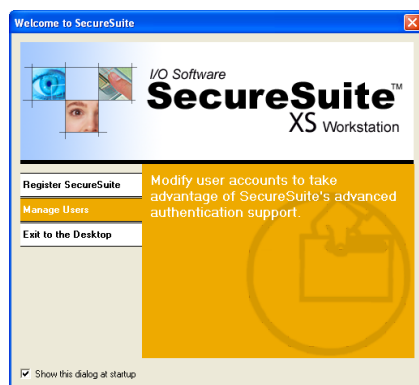 Welcome to SecureSuite
I/O Software
SecureSuite™
XS Workstation
Register SecureSuite
Manage Users
Exit to the Desktop
Modify user accounts to take
advantage of SecureSuite's advanced
authentication support.
Show this dialog at startup